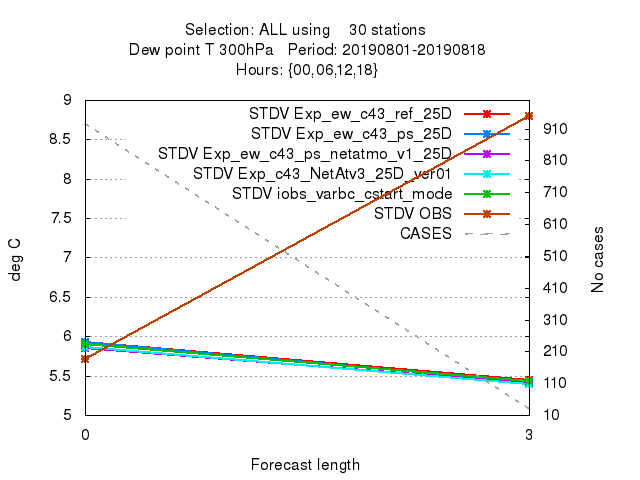 Selection: ALL using 30 stations
Dew point T 300hPa Period: 20190801-20190818
Hours: {00,06,12,18}
STDV Exp_ew_c43_ref_25D
STDV Exp_ew_c43_ps_25D
STDV Exp_ew_c43_ps_netatmo_v1_25D
STDV Exp_c43_NetAtv3_25D_ver01
STDV iobs_varbc_cstart_mode
STDV OBS
CASES
9
8.5
8
7.5
7
6.5
6
5.5
5
deg C
910
810
710
610
510
410
310
210
110
10
No cases
0
3
Forecast length